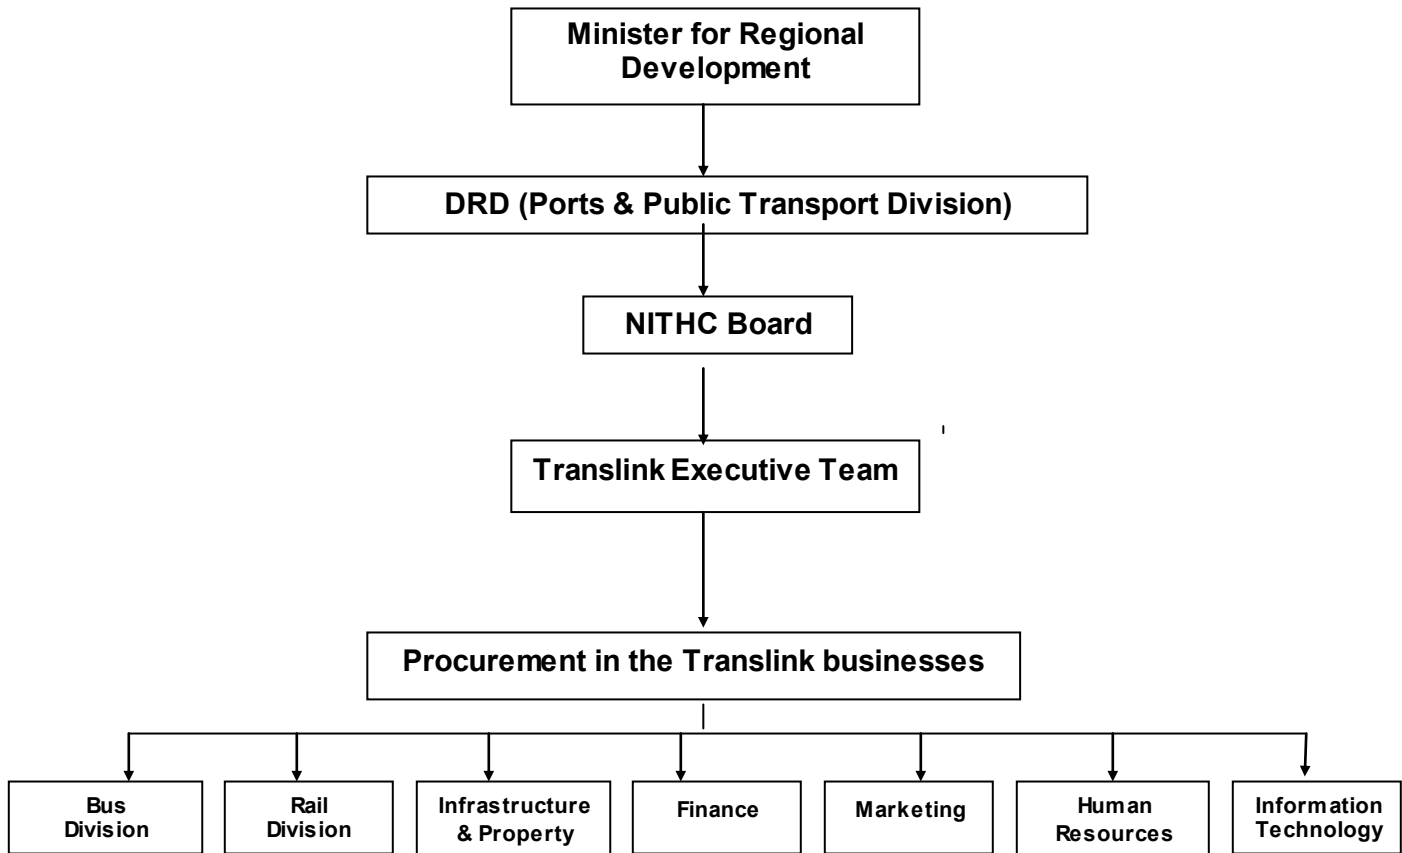 Minister for Regional
Development
DRD (Ports & Public Transport Division)
NITHC Board
Translink Executive Team
Procurement in the Translink businesses
Bus
Division
Rail
Division
Infrastructure
& Property
Finance
Marketing
Human
Resources
Information
Technology